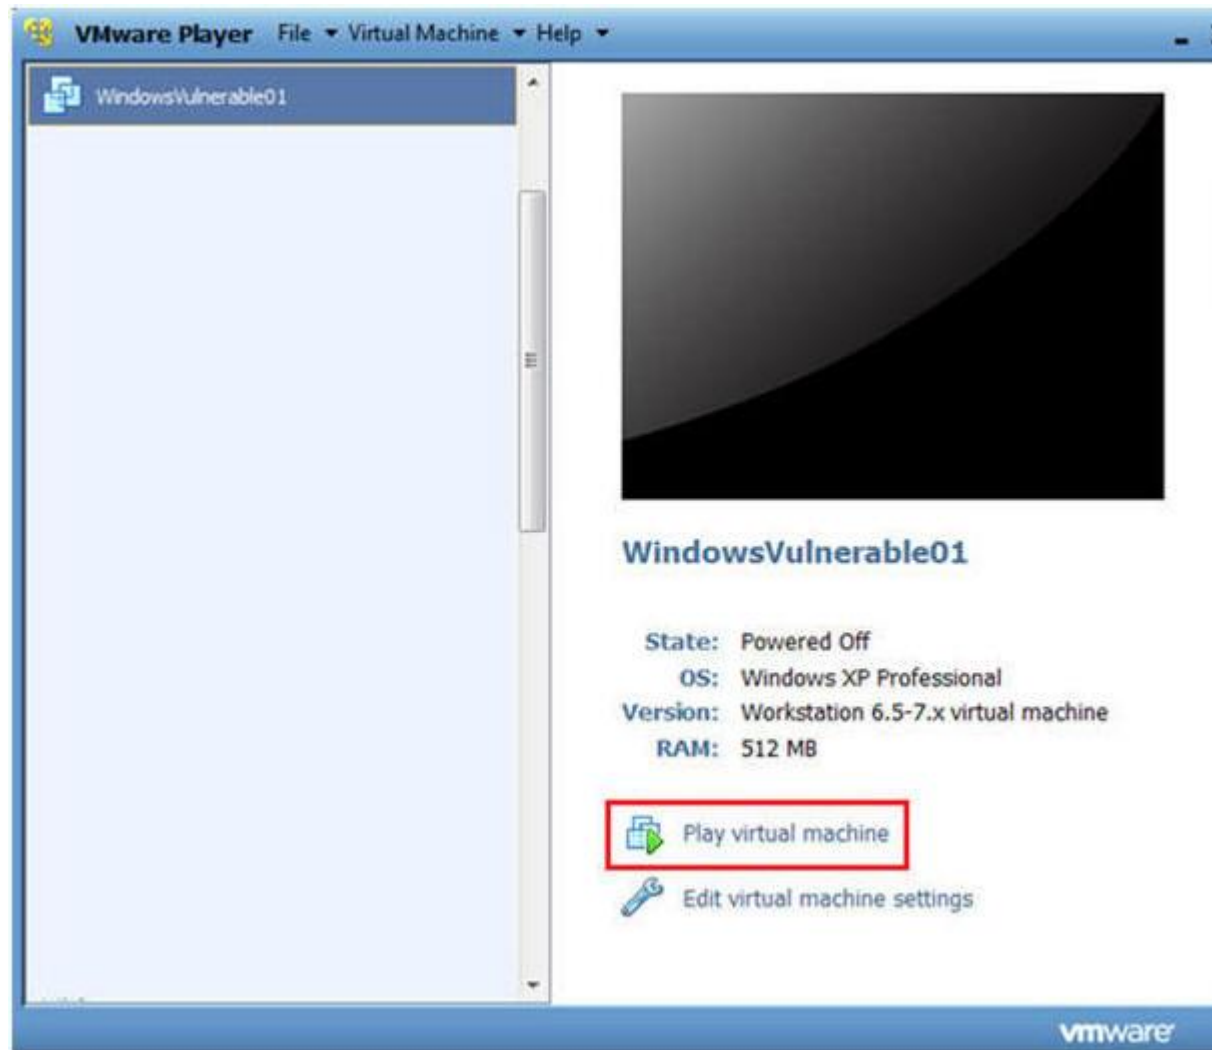 VMware Player File Virtual Machine Help
WindowsVulnerable01
WindowsVulnerable01
State: Powered Off
OS: Windows XP Professional
Version: Workstation 6.5-7.x virtual machine
RAM: 512 MB
Play virtual machine
Edit virtual machine settings
vmware